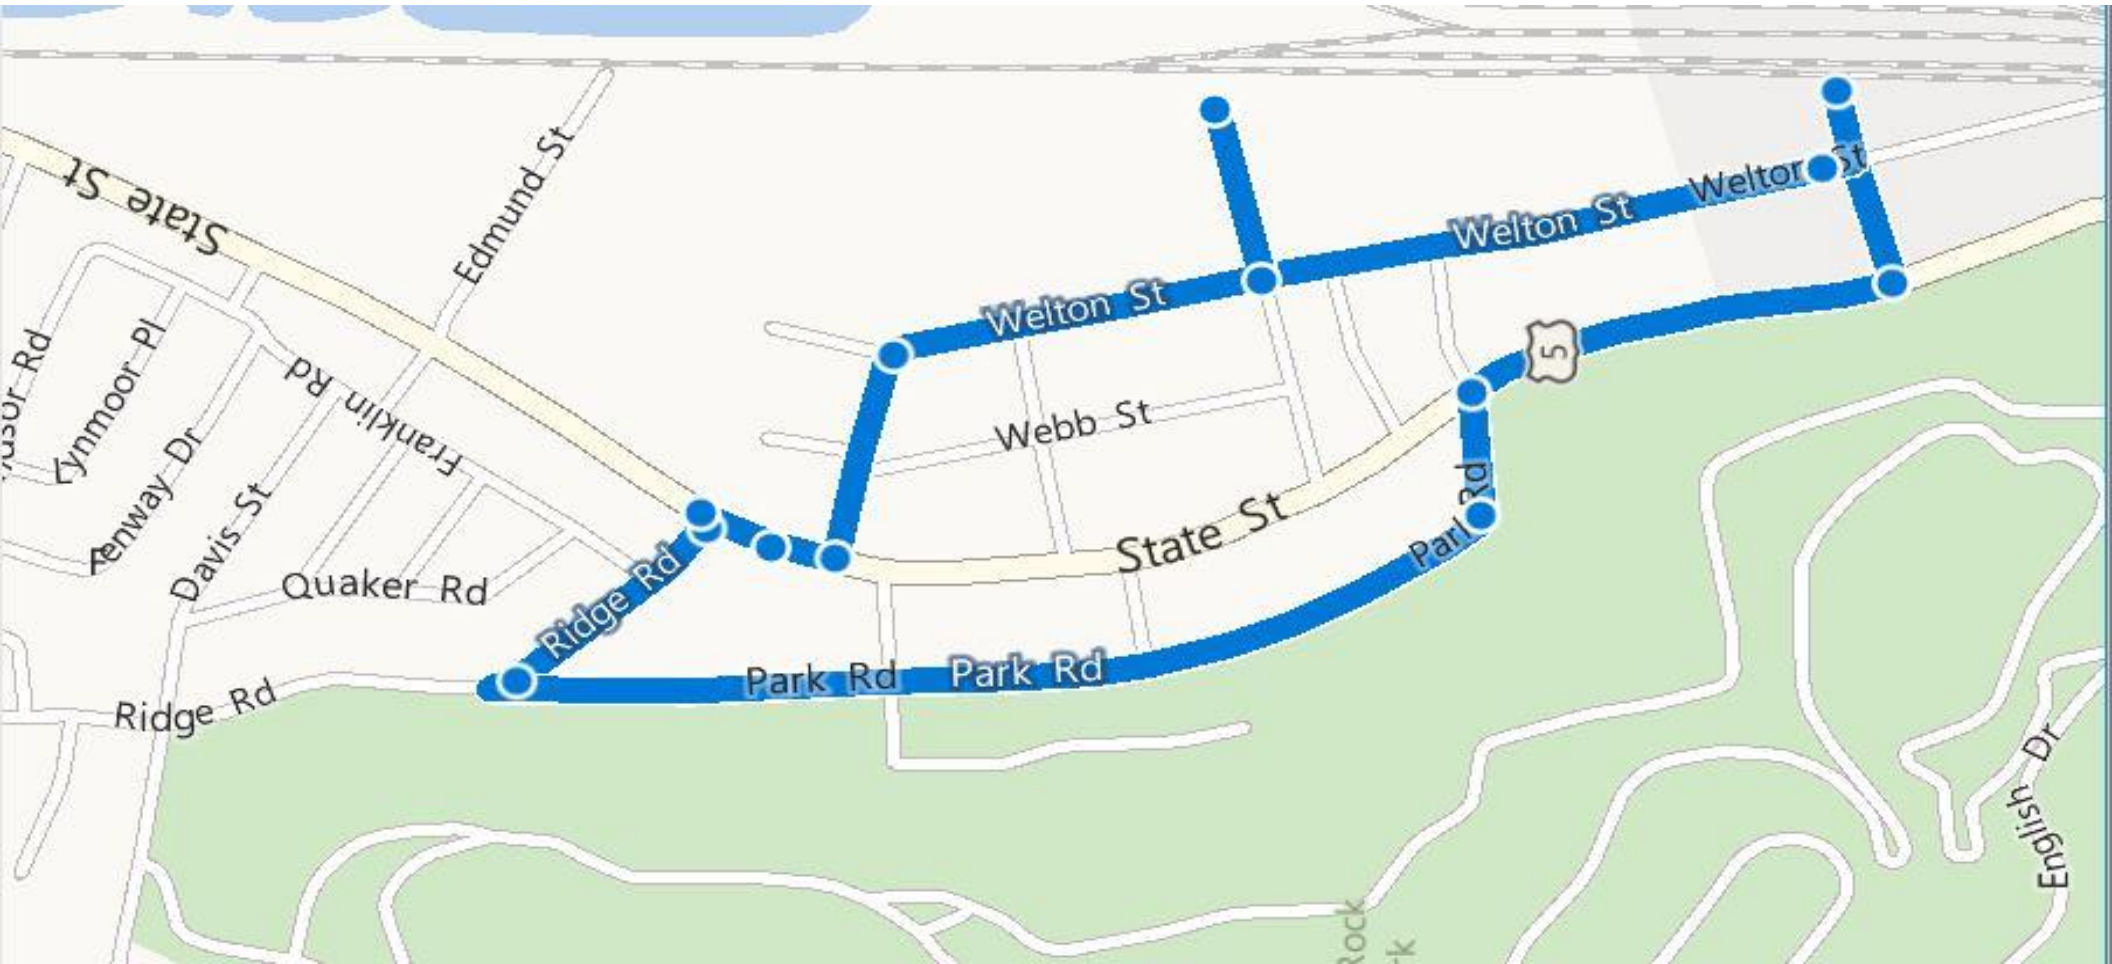 State St
Edmund St
Welton St
Welton St
Welton St
Lynmoor Pl
Franklin Rd
Fenway Dr
Davis St
Webb St
5
State St
Quaker Rd
Ridge Rd
Park Rd
Park Rd
Park Rd
Ridge Rd
English Dr
Rock